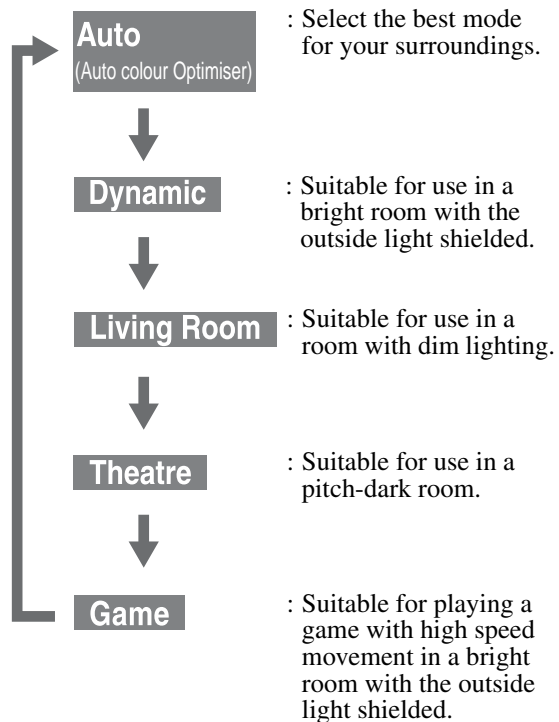 Auto
(Auto colour Optimiser)
: Select the best mode
for your surroundings.
Dynamic
: Suitable for use in a
bright room with the
outside light shielded.
Living Room
: Suitable for use in a
room with dim lighting.
Theatre
: Suitable for use in a
pitch-dark room.
Game
: Suitable for playing a
game with high speed
movement in a bright
room with the outside
light shielded.